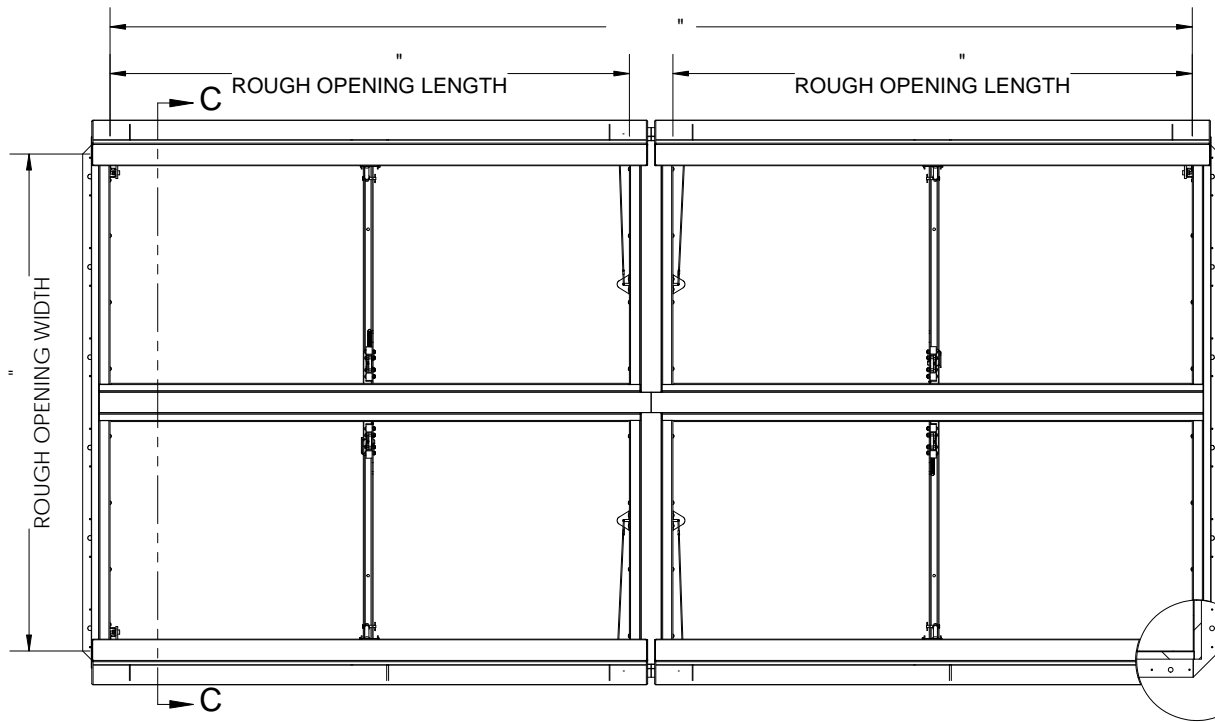 "
" "
ROUGH OPENING LENGTH ROUGH OPENING LENGTH
C
"
ROUGH OPENING WIDTH
C